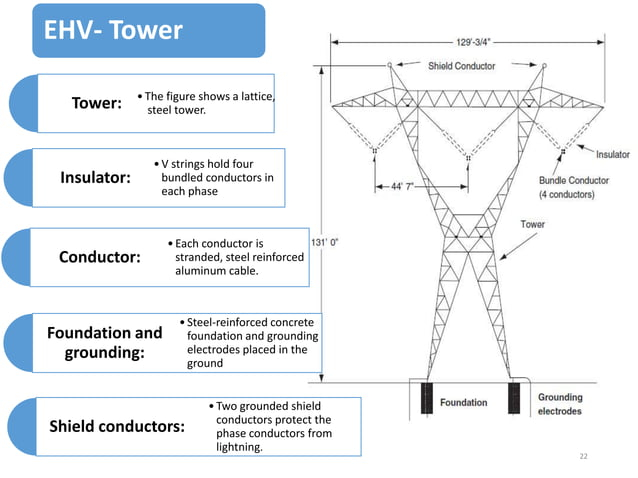 EHV- Tower
Tower:
• The figure shows a lattice,
steel tower.
Insulator:
• V strings hold four
bundled conductors in
each phase
Conductor:
• Each conductor is
stranded, steel reinforced
aluminum cable.
Foundation and
grounding:
• Steel-reinforced concrete
foundation and grounding
electrodes placed in the
ground
Shield conductors:
• Two grounded shield
conductors protect the
phase conductors from
lightning.
129'-3/4"
Shield Conductor
Insulator
44' 7"
Bundle Conductor
(4 conductors)
Tower
131' 0"
Foundation
Grounding
electrodes
22